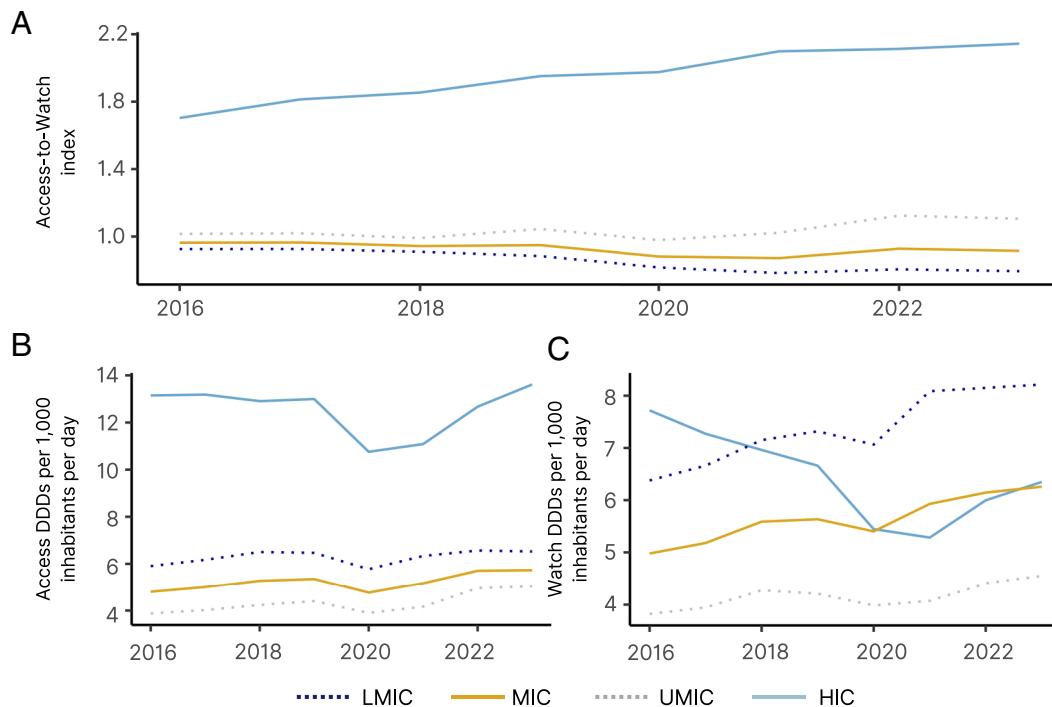 A
Access-to-Watch
index
2.2
1.8
1.4
1.0
2016 2018 2020 2022
B
Access DDDs per 1,000
inhabitants per day
14
12
10
8
6
4
2016 2018 2020 2022
C
Watch DDDs per 1,000
inhabitants per day
8
7
6
5
4
2016 2018 2020 2022
LMIC MIC UMIC HIC